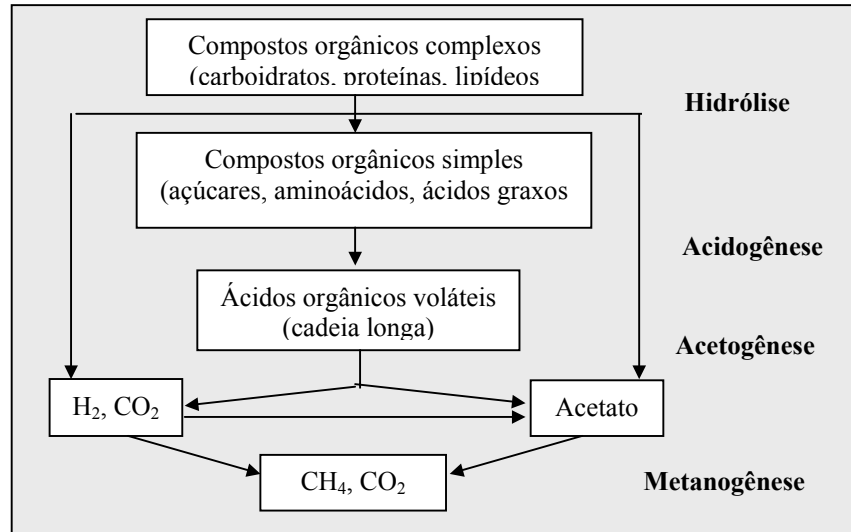 Compostos orgânicos complexos
(carboidratos, proteínas, lipídeos
Hidrólise
Compostos orgânicos simples
(açúcares, aminoácidos, ácidos graxos
Acidogênese
Ácidos orgânicos voláteis
(cadeia longa)
Acetogênese
H₂, CO₂
Acetato
CH₄, CO₂
Metanogênese